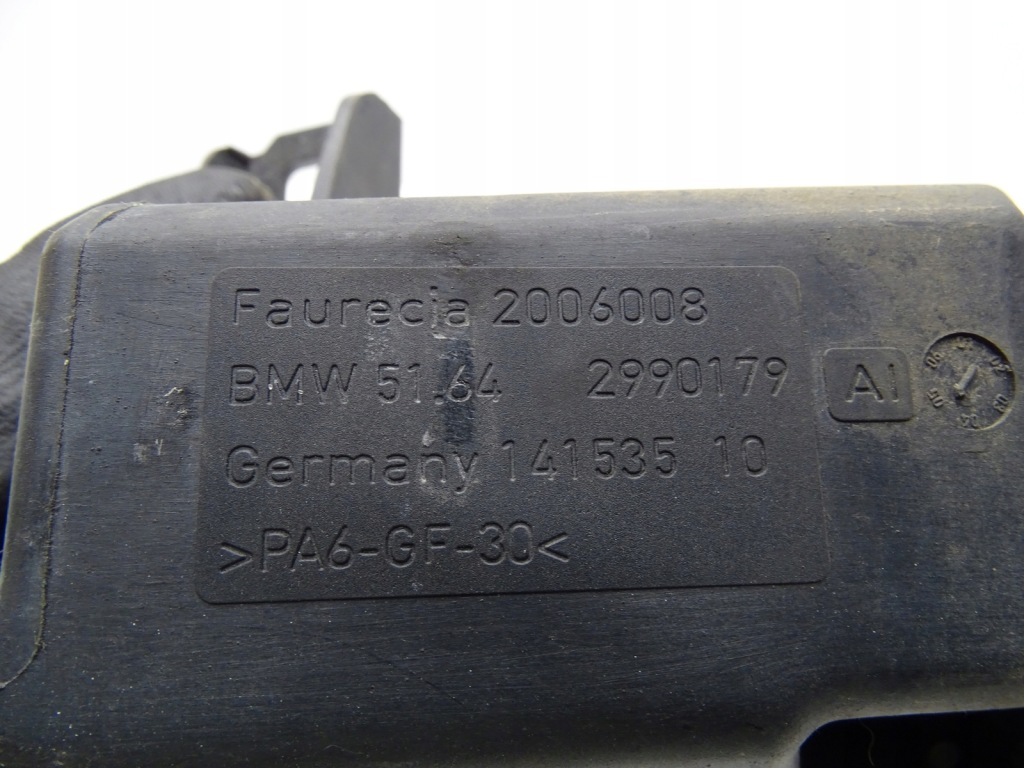 Faurecia 2006008
BMW 51.64 2990179
AI
Germany 141535 10
>PA6-GF-30<